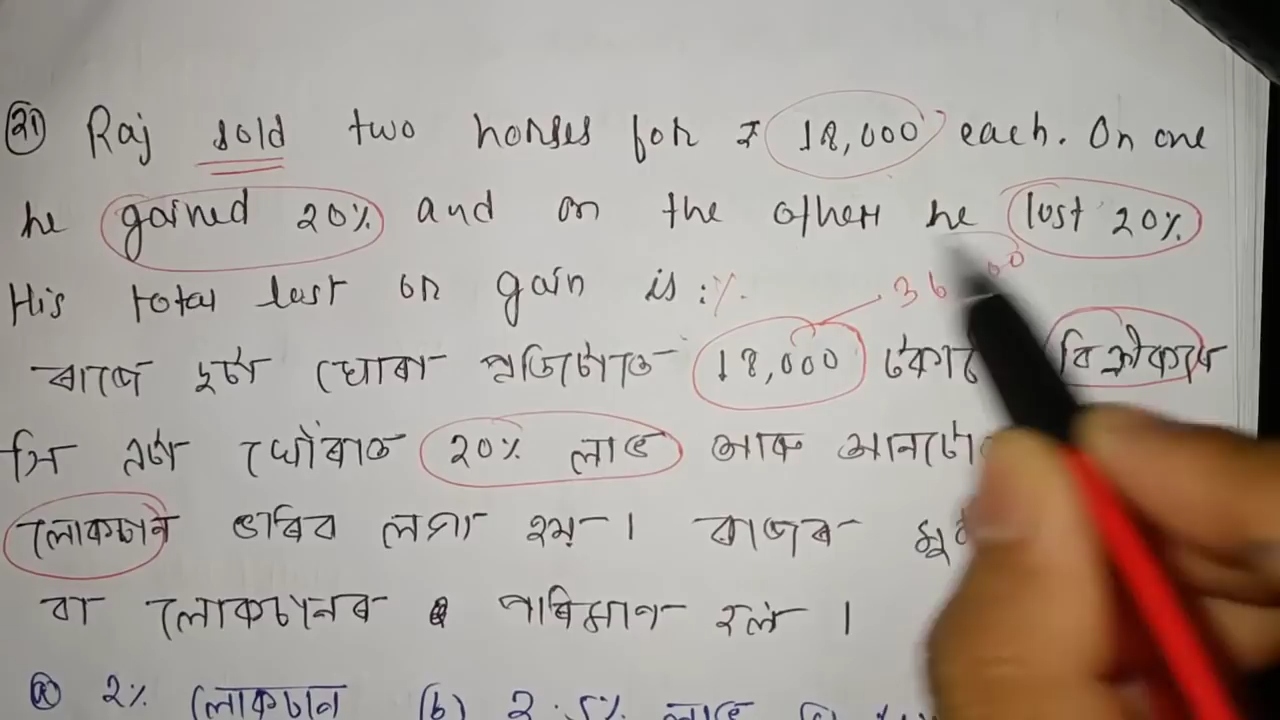 21 Raj sold two horses for ₹ 18,000 each. On one
he gained 20% and on the other he lost 20%
His total lost or gain is :%.
ৰাজে দুটা ঘোৰা প্ৰতিটোত 18,000 টকাত বিক্ৰীকৰে
সি এটা ঘোঁৰাত 20% লাভ আৰু আনটোত
লোকচান ভৰিব লগা হয়। ৰাজৰ
বা লোকচানৰ পৰিমান হল।
(a) 2% লোকচান (b) 2.5% লাভ (c)